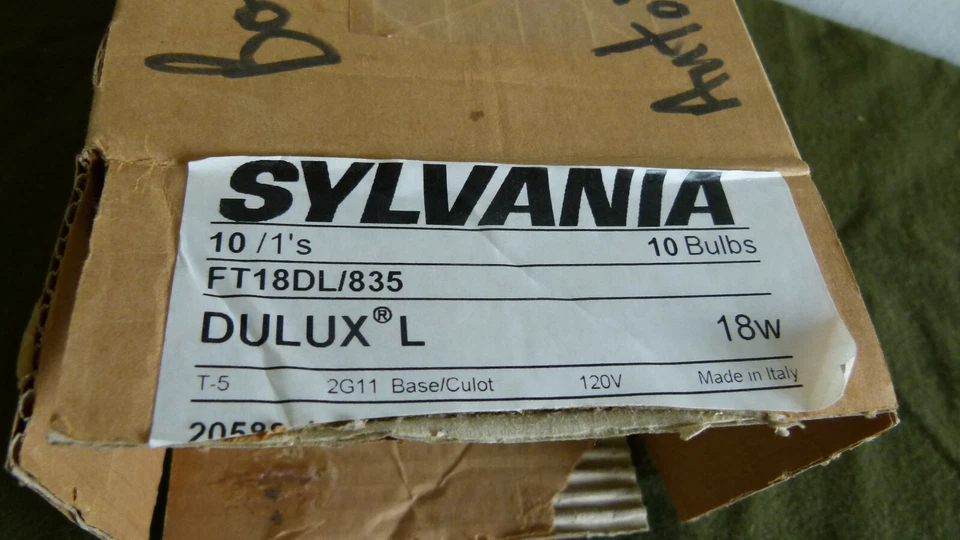 SYLVANIA
10 /1's 10 Bulbs
FT18DL/835
DULUX® L 18w
T-5 2G11 Base/Culot 120V Made in Italy